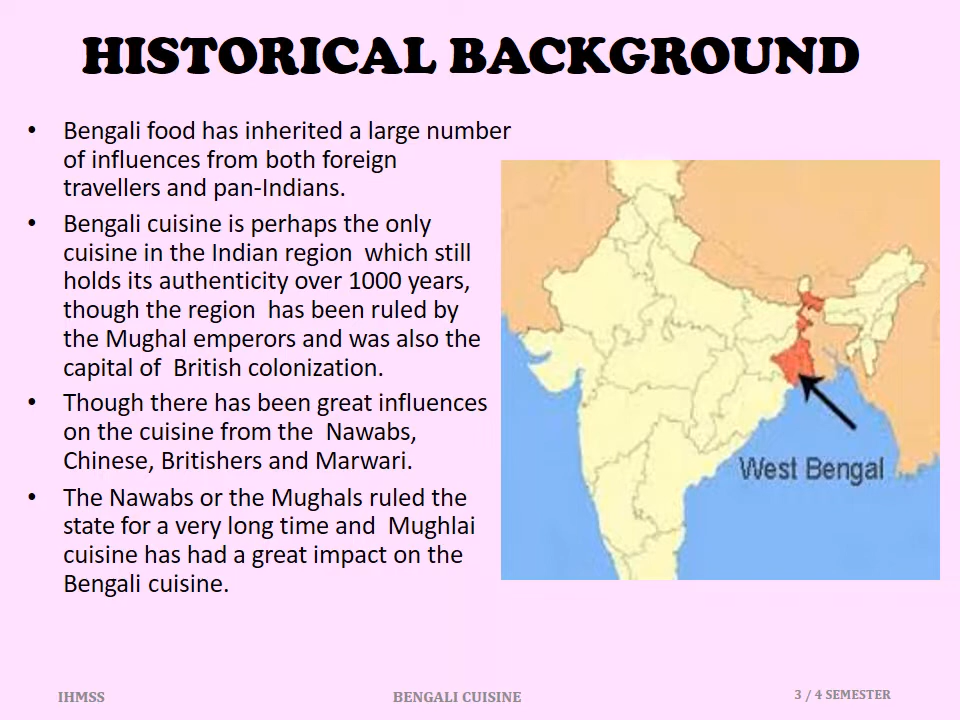 HISTORICAL BACKGROUND
• Bengali food has inherited a large number
of influences from both foreign
travellers and pan-Indians.
• Bengali cuisine is perhaps the only
cuisine in the Indian region  which still
holds its authenticity over 1000 years,
though the region  has been ruled by
the Mughal emperors and was also the
capital of  British colonization.
• Though there has been great influences
on the cuisine from the  Nawabs,
Chinese, Britishers and Marwari.
• The Nawabs or the Mughals ruled the
state for a very long time and  Mughlai
cuisine has had a great impact on the
Bengali cuisine.
West Bengal
IHMSS
BENGALI CUISINE
3 / 4 SEMESTER